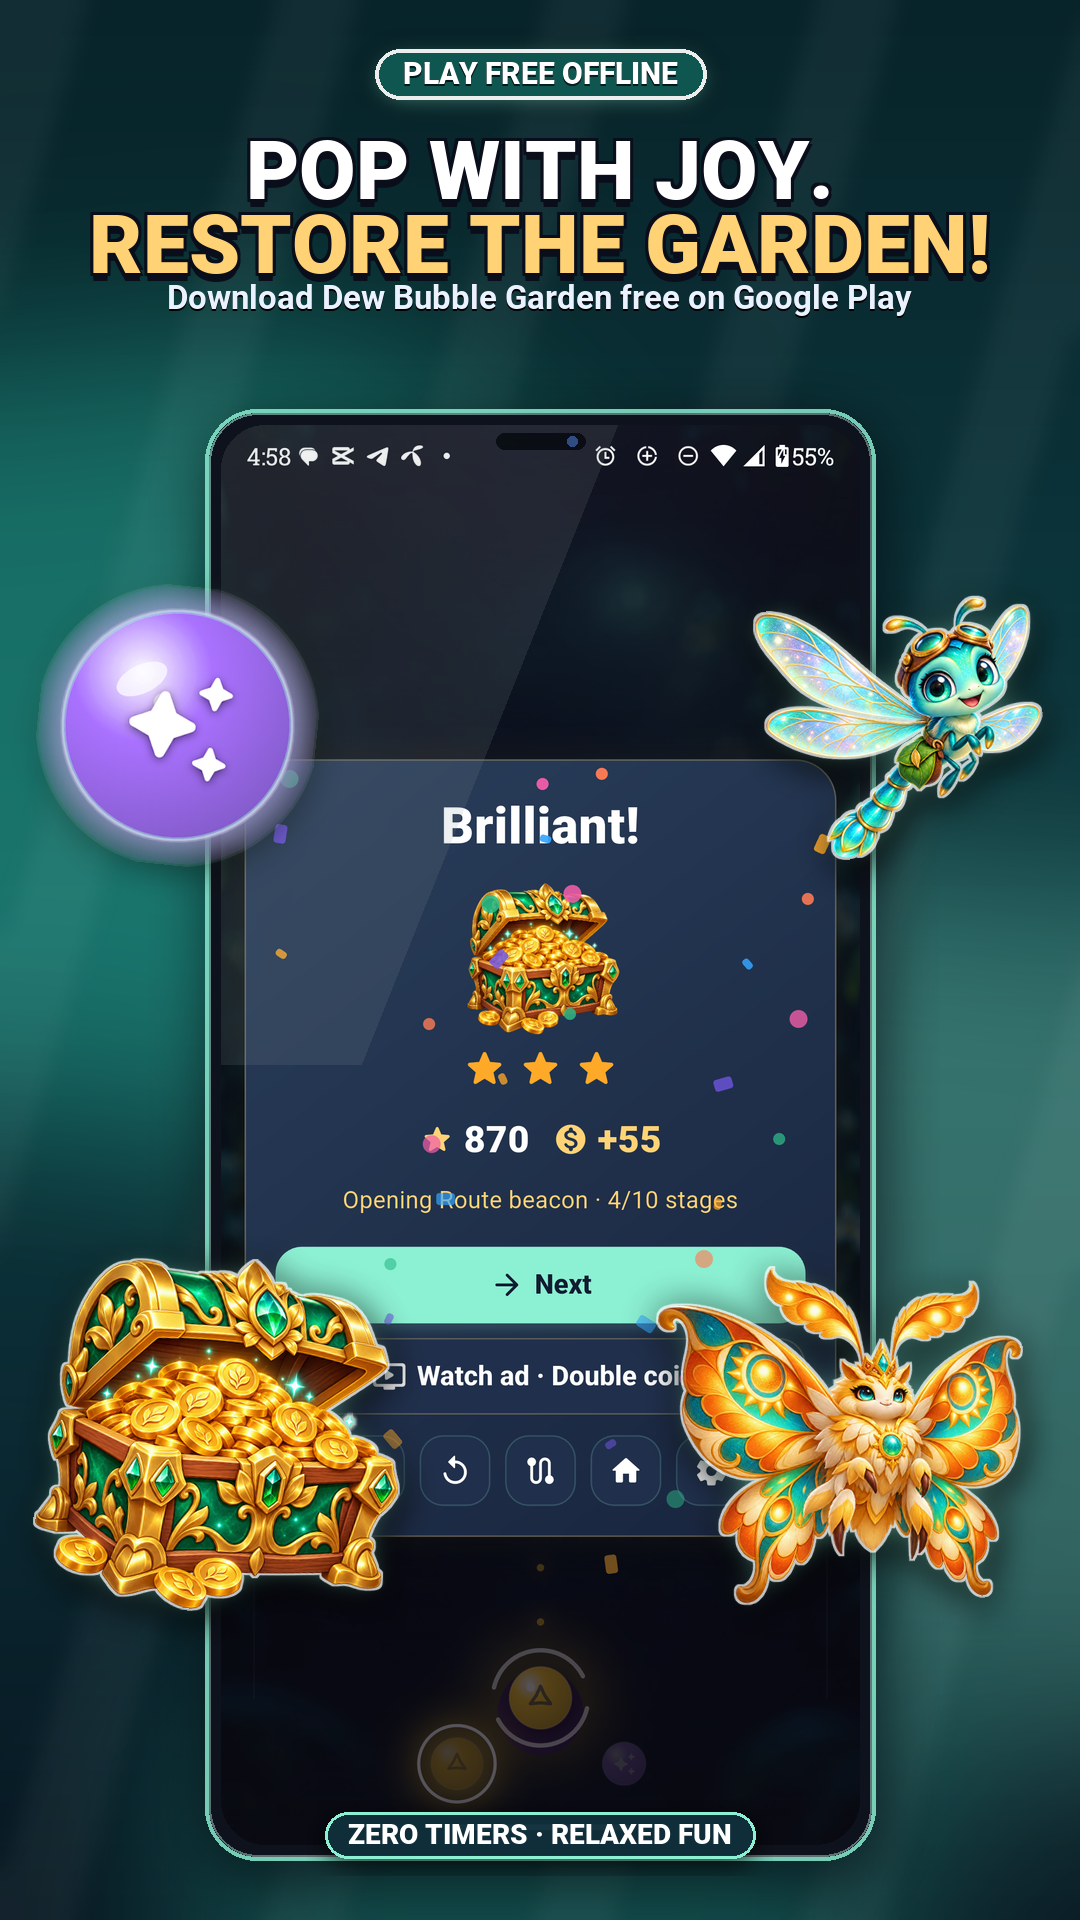 PLAY FREE OFFLINE
POP WITH JOY.
RESTORE THE GARDEN!
Download Dew Bubble Garden free on Google Play
4:58
55%
Brilliant!
870 +55
Opening Route beacon · 4/10 stages
Next
Watch ad · Double coi
ZERO TIMERS · RELAXED FUN